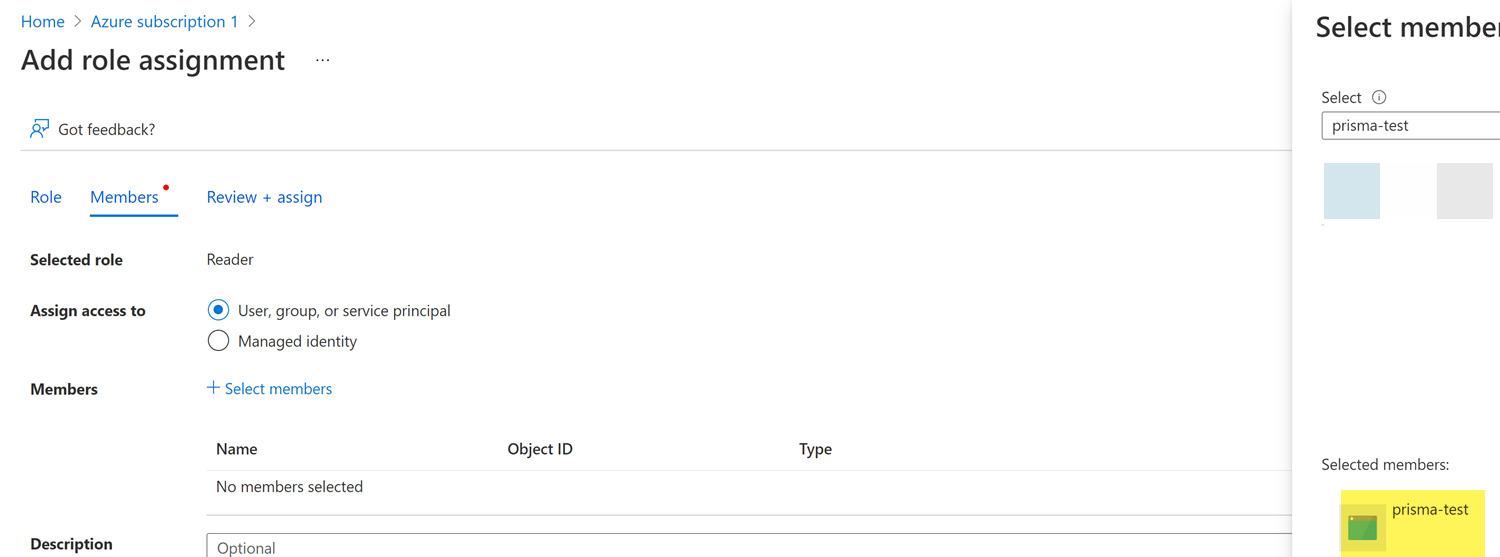 Home > Azure subscription 1 >
Add role assignment ...
Got feedback?
Role Members Review + assign
Selected role Reader
Assign access to User, group, or service principal
Managed identity
Members + Select members
Name Object ID Type
No members selected
Description Optional
Select member
Select
prisma-test
Selected members:
prisma-test